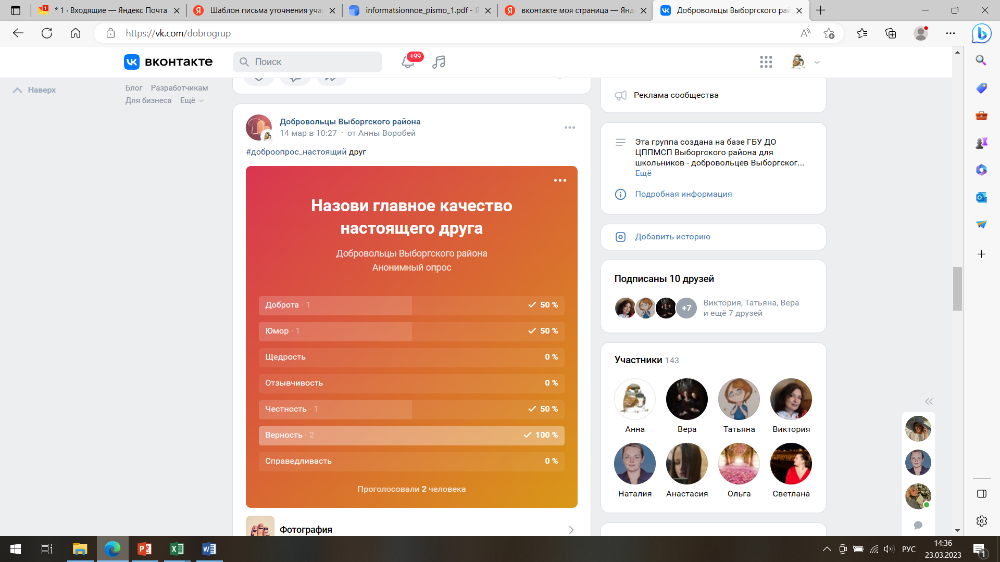 * 1 · Входящие — Яндекс Почта
Шаблон письма уточнения уча
informatsionnoe_pismo_1.pdf - Я
вконтакте моя страница — Янд
Добровольцы Выборгского рай
https://vk.com/dobrogrup
вконтакте
Поиск
+99
Наверх
Блог Разработчикам
Для бизнеса Ещё
Добровольцы Выборгского района
14 мар в 10:27 · от Анны Воробей
#доброопрос_настоящий друг
Назови главное качество
настоящего друга
Добровольцы Выборгского района
Анонимный опрос
Доброта · 1 50 %
Юмор · 1 50 %
Щедрость 0 %
Отзывчивость 0 %
Честность · 1 50 %
Верность · 2 100 %
Справедливасть 0 %
Проголосовали 2 человека
Фотография
Реклама сообщества
Эта группа создана на базе ГБУ ДО
ЦППМСП Выборгского района для
школьников - добровольцев Выборгског...
Ещё
Подробная информация
Добавить историю
Подписаны 10 друзей
+7
Виктория, Татьяна, Вера
и ещё 7 друзей
Участники 143
Анна Вера Татьяна Виктория
Наталия Анастасия Ольга Светлана
РУС
14:36
23.03.2023
1